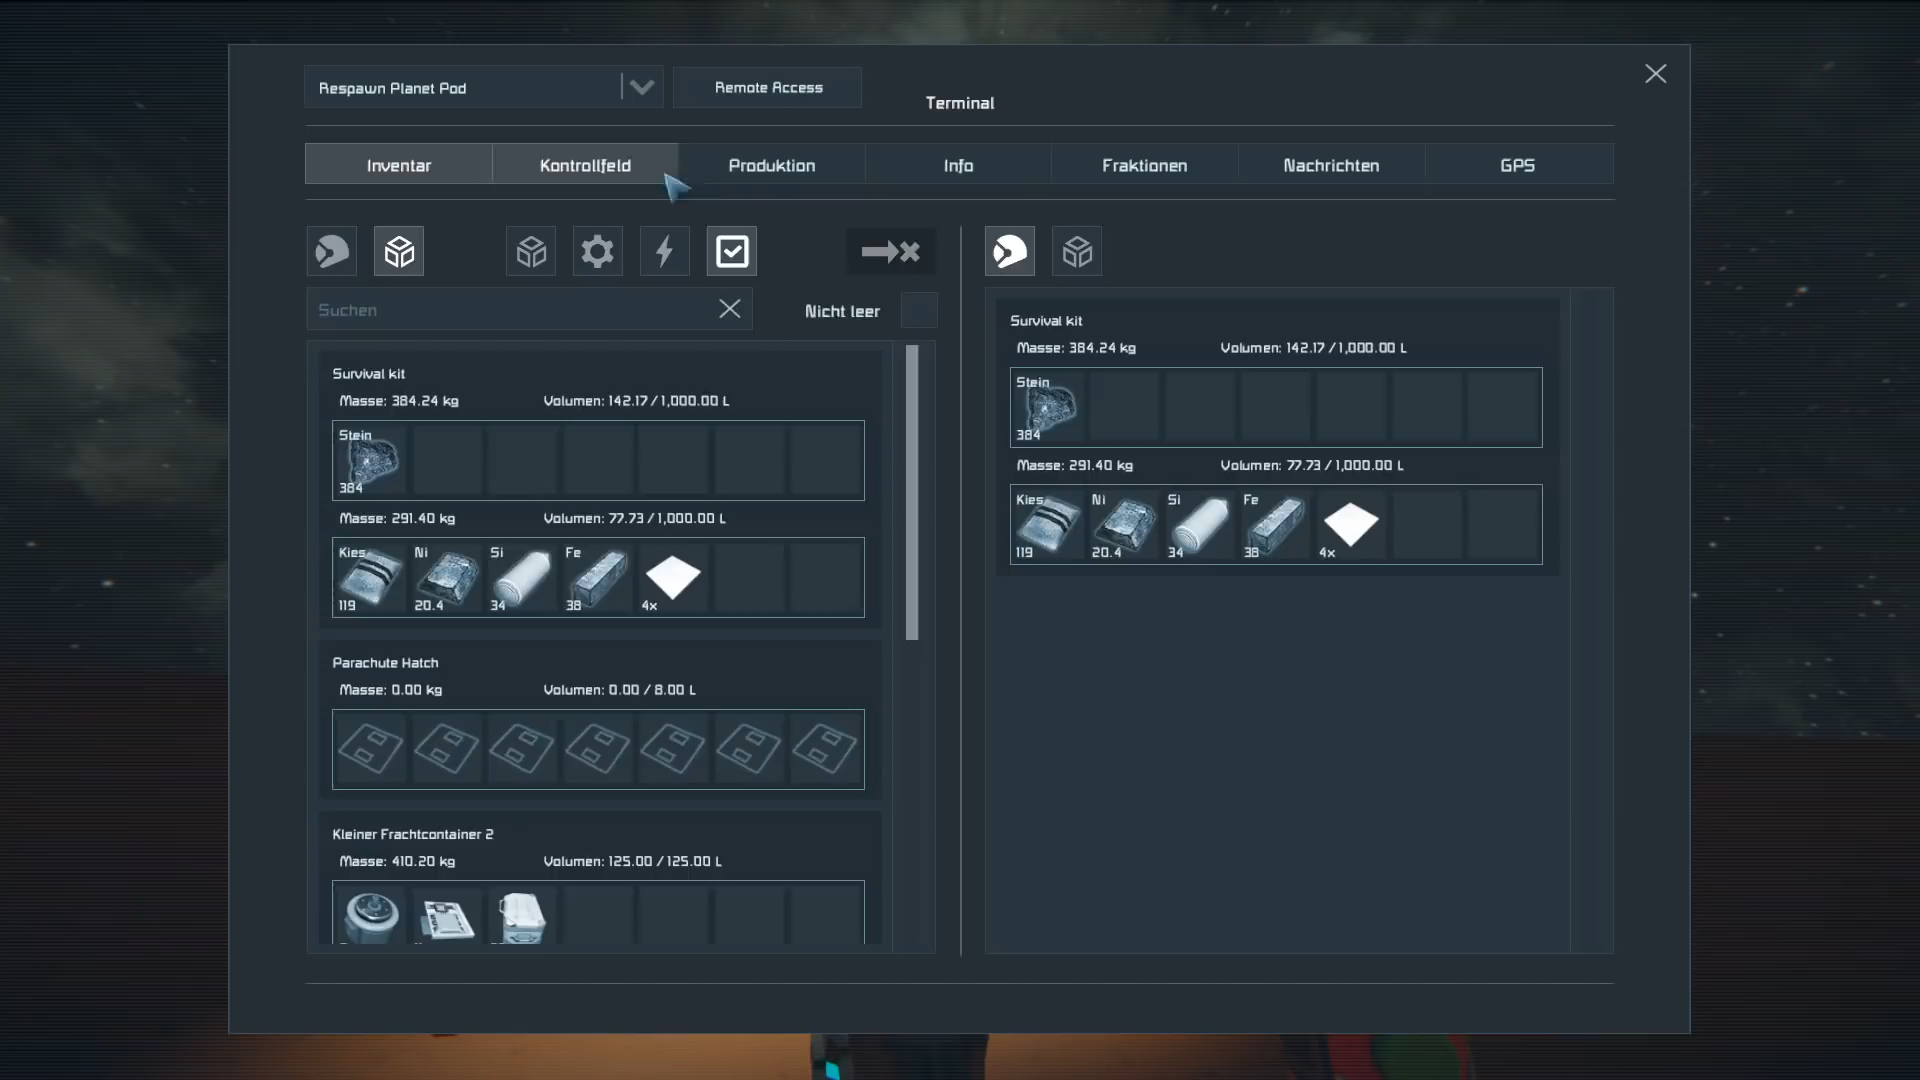 Respawn Planet Pod
Remote Access
Terminal
Inventar
Kontrollfeld
Produktion
Info
Fraktionen
Nachrichten
GPS
Suchen
Nicht leer
Survival kit
Masse: 384.24 kg
Volumen: 142.17 / 1,000.00 L
Stein
384
Masse: 291.40 kg
Volumen: 77.73 / 1,000.00 L
Kies
119
Ni
20.4
Si
34
Fe
38
4x
Parachute Hatch
Masse: 0.00 kg
Volumen: 0.00 / 8.00 L
Kleiner Frachtcontainer 2
Masse: 410.20 kg
Volumen: 125.00 / 125.00 L
Survival kit
Masse: 384.24 kg
Volumen: 142.17 / 1,000.00 L
Stein
384
Masse: 291.40 kg
Volumen: 77.73 / 1,000.00 L
Kies
119
Ni
20.4
Si
34
Fe
38
4x